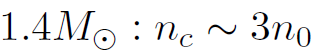 1.4M⊙ : n_c ∼ 3n_0